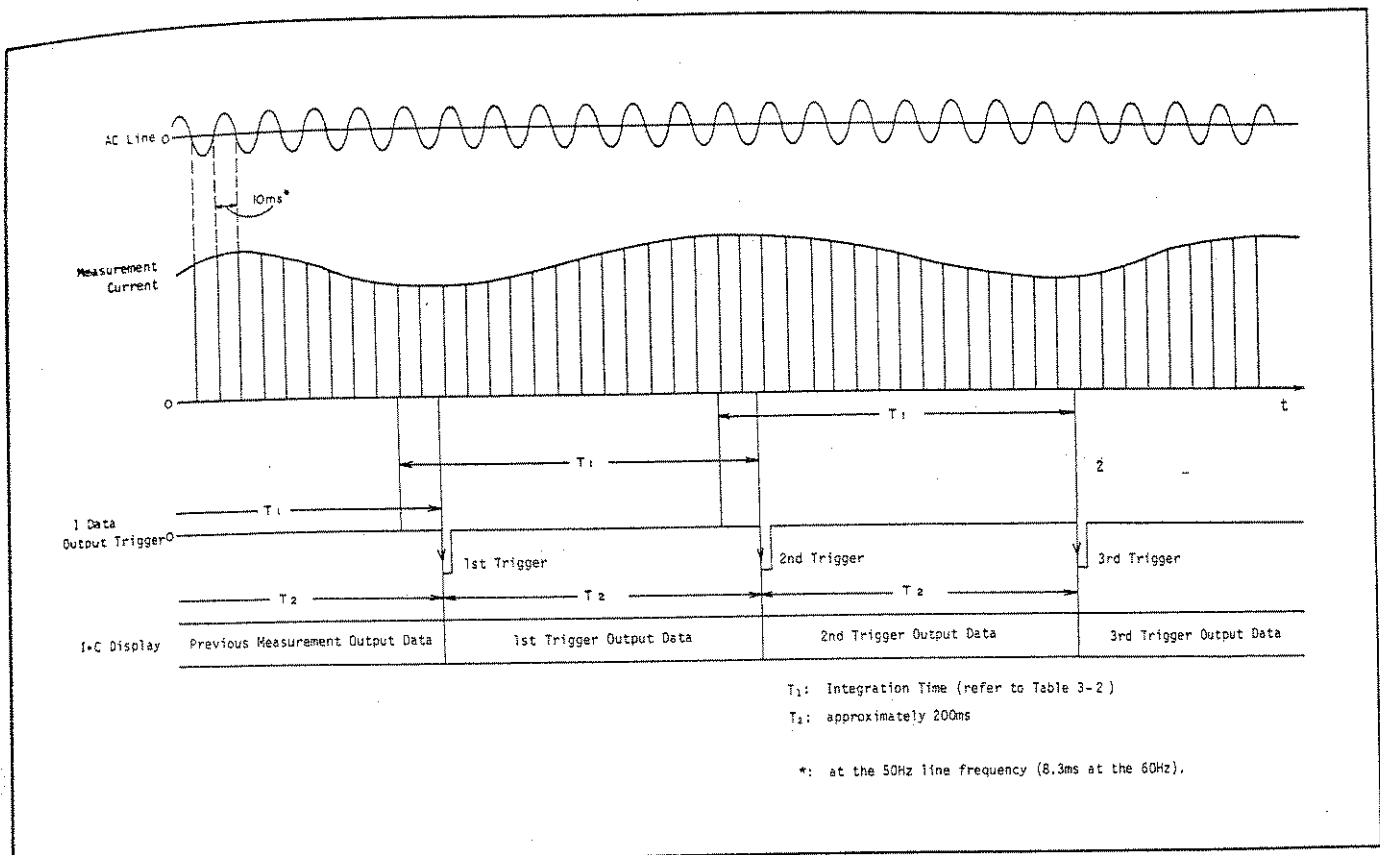 AC Line 0
10ms*
Measurement
Current
0
t
T₁
T₁
2
T₁
I Data
Output Trigger 0
1st Trigger
2nd Trigger
3rd Trigger
T₂
T₂
T₂
I•C Display
Previous Measurement Output Data
1st Trigger Output Data
2nd Trigger Output Data
3rd Trigger Output Data
T₁: Integration Time (refer to Table 3-2)
T₂: approximately 200ms
*: at the 50Hz line frequency (8.3ms at the 60Hz).